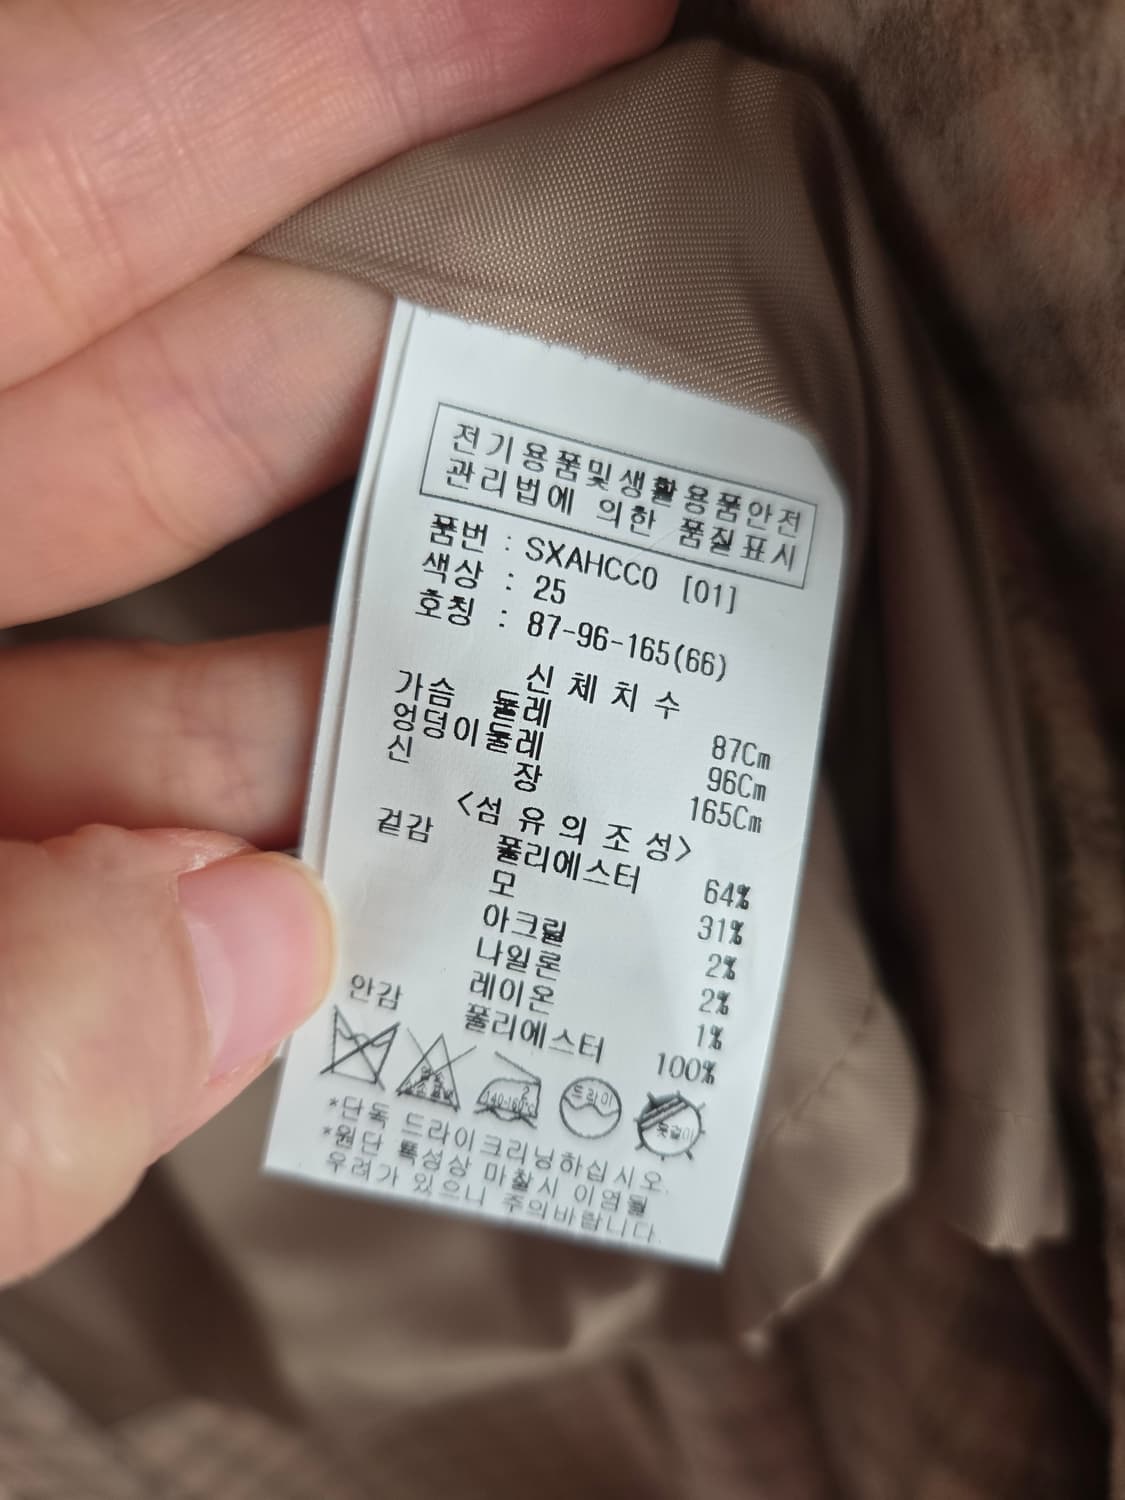 전기용품및생활용품안전
관리법에 의한 품질표시
품번 : SXAHCC0 [01]
색상 : 25
호칭 : 87-96-165(66)
신체치수
가슴 둘레 87Cm
엉덩이둘레 96Cm
신 장 165Cm
<섬유의조성>
겉감 폴리에스터 64%
모 31%
아크릴 2%
나일론 2%
레이온 1%
안감 폴리에스터 100%
2 140-160℃ 드라이 옷걸이
*단독 드라이크리닝하십시오.
*원단 특성상 마찰시 이염될
우려가 있으니 주의바랍니다.